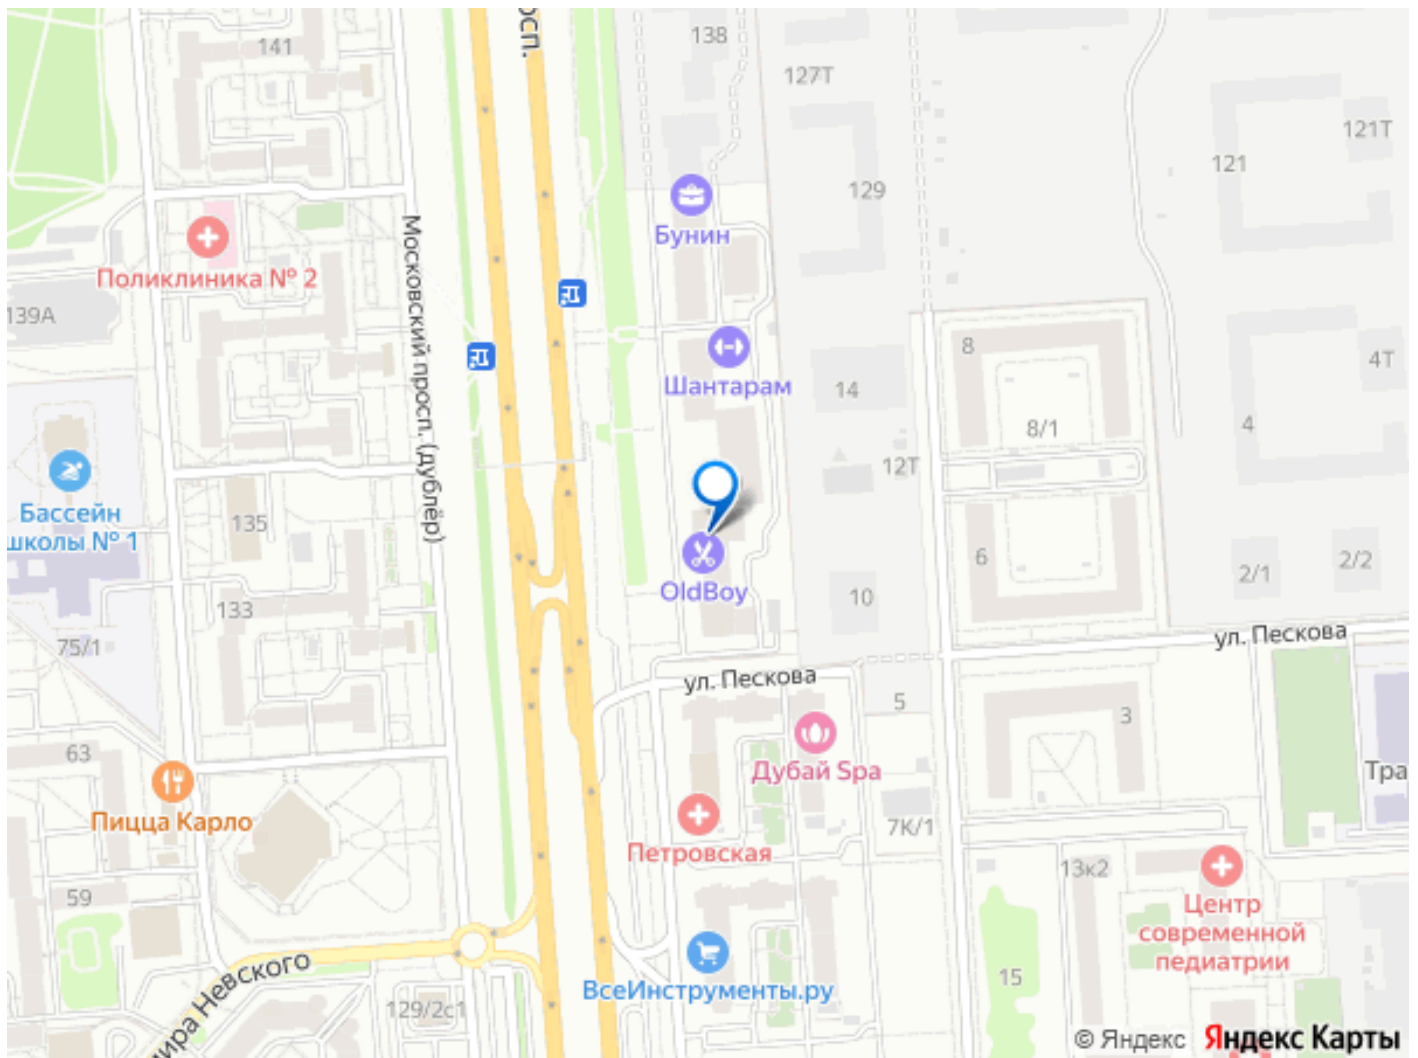 осп.
138
141
127Т
121Т
121
129
Бунин
Поликлиника № 2
Московский просп. (дублёр)
139А
8
4Т
Шантарам
14
4
8/1
12Т
Бассейн
школы № 1
135
6
2/1
2/2
OldBoy
10
133
75/1
ул. Пескова
ул. Пескова
5
3
63
Дубай Spa
Тра
Пицца Карло
7К/1
Петровская
13к2
59
Центр
современной
педиатрии
15
ВсеИнструменты.ру
мира Невского
129/2с1
© Яндекс Яндекс Карты